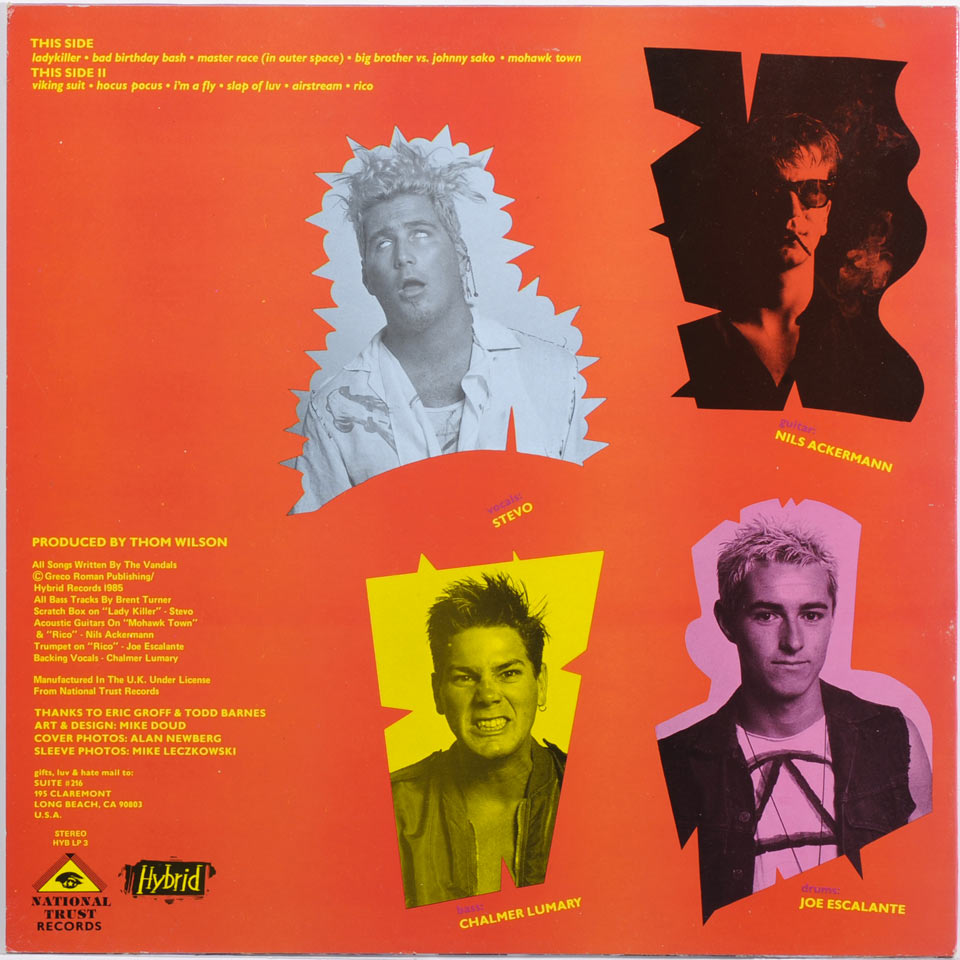 THIS SIDE
ladykiller • bad birthday bash • master race (in outer space) • big brother vs. johnny sako • mohawk town
THIS SIDE II
viking suit • hocus pocus • i'm a fly • slap of luv • airstream • rico
guitar:
NILS ACKERMANN
vocals:
STEVO
PRODUCED BY THOM WILSON
All Songs Written By The Vandals
© Greco Roman Publishing/
Hybrid Records 1985
All Bass Tracks By Brent Turner
Scratch Box on "Lady Killer" - Stevo
Acoustic Guitars On "Mohawk Town"
& "Rico" - Nils Ackermann
Trumpet on "Rico" - Joe Escalante
Backing Vocals - Chalmer Lumary
Manufactured In The U.K. Under License
From National Trust Records
THANKS TO ERIC GROFF & TODD BARNES
ART & DESIGN: MIKE DOUD
COVER PHOTOS: ALAN NEWBERG
SLEEVE PHOTOS: MIKE LECZKOWSKI
gifts, luv & hate mail to:
SUITE #216
195 CLAREMONT
LONG BEACH, CA 90803
U.S.A.
STEREO
HYB LP 3
NATIONAL
TRUST
RECORDS
Hybrid
bass:
CHALMER LUMARY
drums:
JOE ESCALANTE